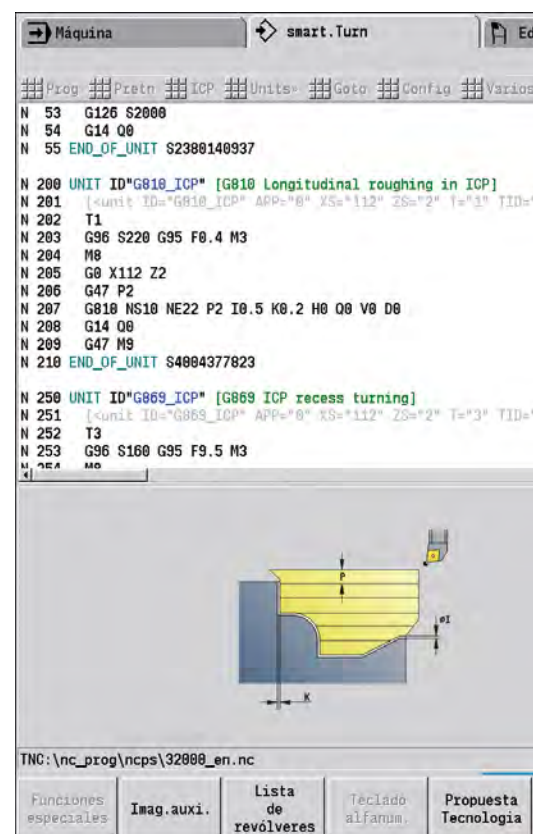 Máquina
smart.Turn
Ed
Prog Pretn ICP Units» Goto Config Varios
N 53 G126 S2000
N 54 G14 Q0
N 55 END_OF_UNIT S2380140937
N 200 UNIT ID"G810_ICP" [G810 Longitudinal roughing in ICP]
N 201 [<unit ID="G810_ICP" APP="0" XS="112" ZS="2" T="1" TID="
N 202 T1
N 203 G96 S220 G95 F0.4 M3
N 204 M8
N 205 G0 X112 Z2
N 206 G47 P2
N 207 G810 NS10 NE22 P2 I0.5 K0.2 H0 Q0 V0 D0
N 208 G14 Q0
N 209 G47 M9
N 210 END_OF_UNIT S4004377823
N 250 UNIT ID"G869_ICP" [G869 ICP recess turning]
N 251 [<unit ID="G869_ICP" APP="0" XS="112" ZS="2" T="3" TID="
N 252 T3
N 253 G96 S160 G95 F9.5 M3
N 254 M8
P
øI
K
TNC:\nc_prog\ncps\32008_en.nc
Funciones especiales
Imag.auxi.
Lista de revólveres
Teclado alfanum.
Propuesta Tecnologia